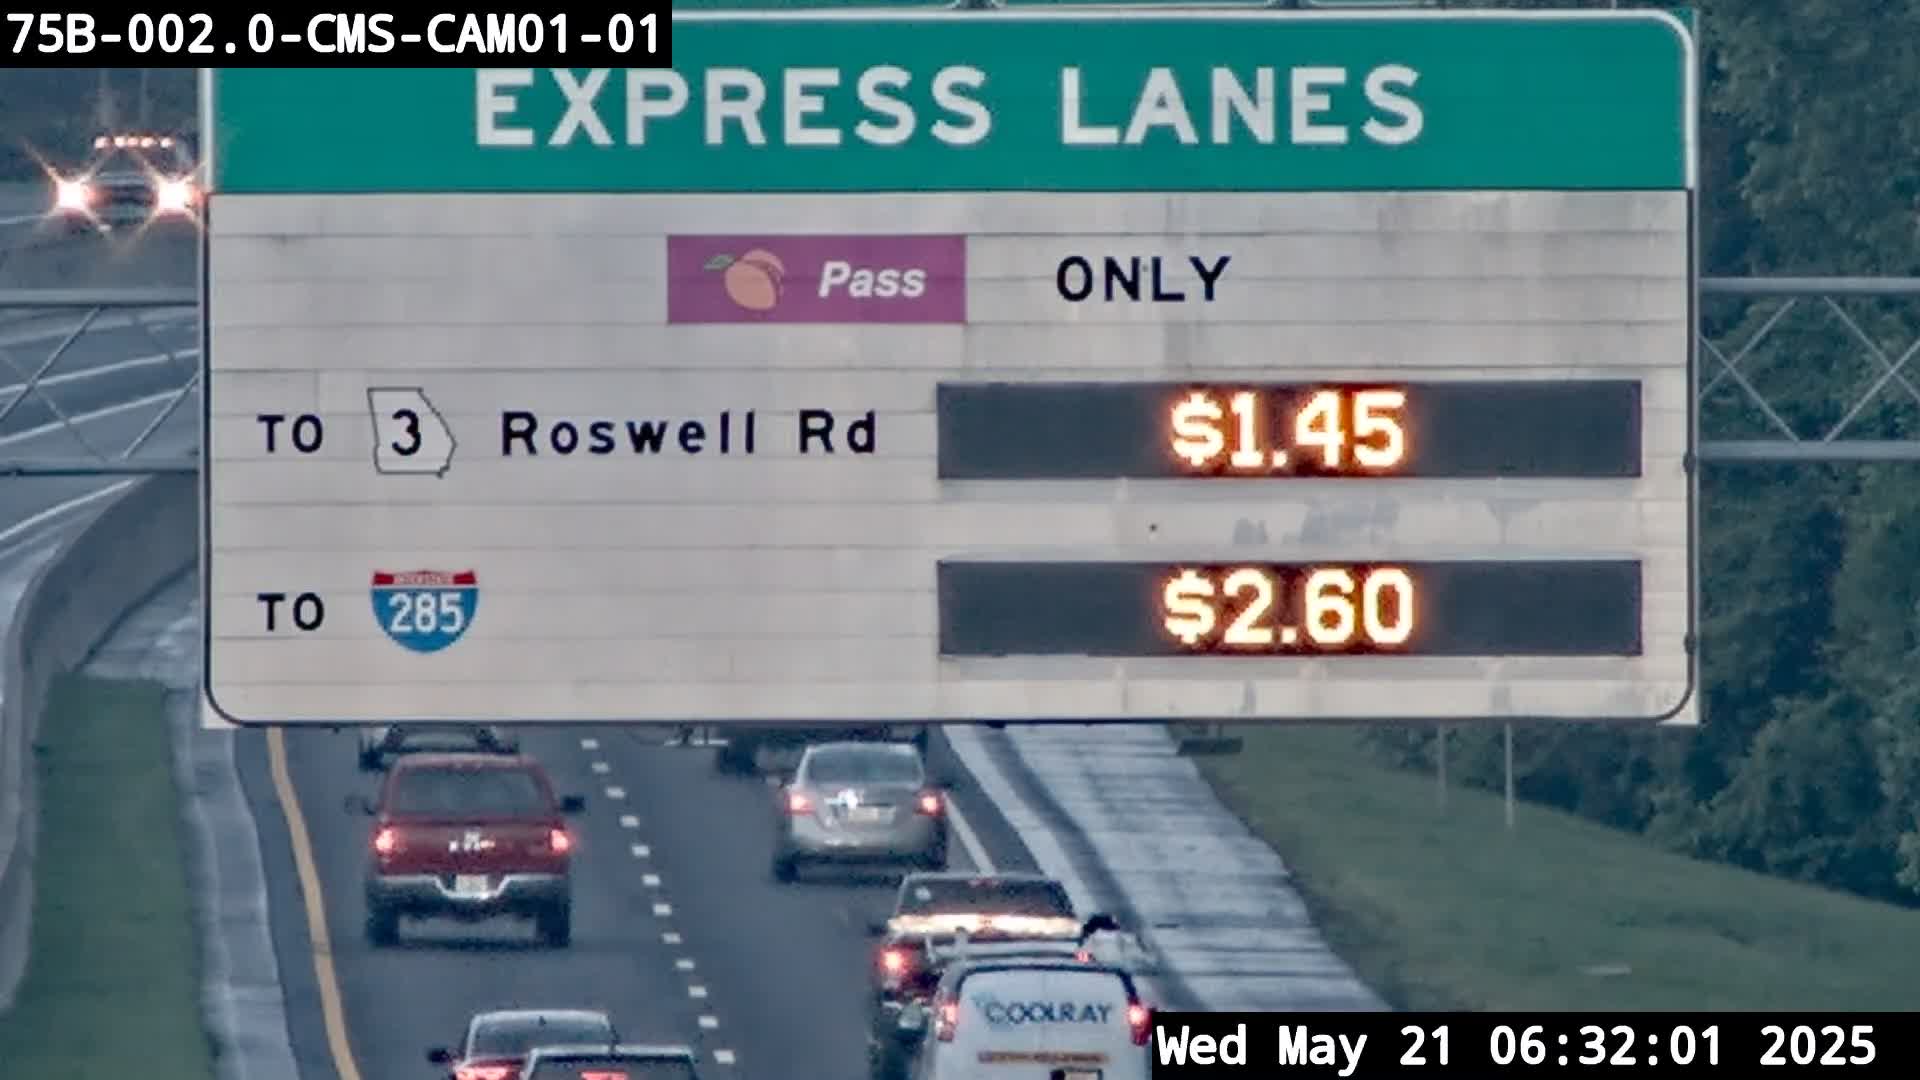 75B-002.0-CMS-CAM01-01
EXPRESS LANES
Pass ONLY
TO 3 Roswell Rd $1.45
TO 285 $2.60
COOLRAY
Wed May 21 06:32:01 2025